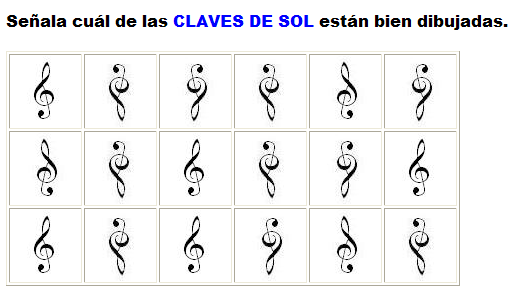 Señala cuál de las CLAVES DE SOL están bien dibujadas.